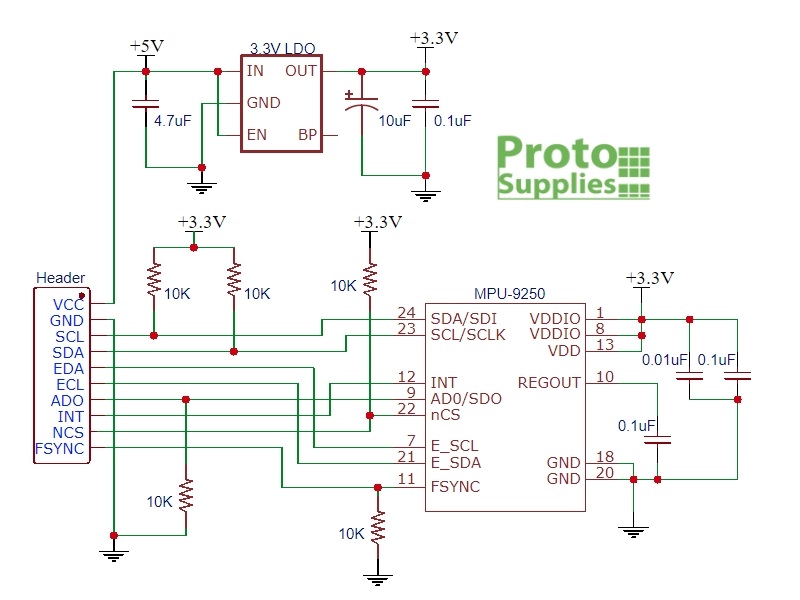 +5V
3.3V LDO
+3.3V
IN OUT
GND
EN BP
4.7uF
10uF
0.1uF
Proto
Supplies
+3.3V
10K
10K
+3.3V
10K
Header
VCC
GND
SCL
SDA
EDA
ECL
ADO
INT
NCS
FSYNC
MPU-9250
24 SDA/SDI
23 SCL/SCLK
12 INT
9 AD0/SDO
22 nCS
7 E_SCL
21 E_SDA
11 FSYNC
VDDIO 1
VDDIO 8
VDD 13
REGOUT 10
GND 18
GND 20
+3.3V
0.01uF
0.1uF
0.1uF
10K
10K